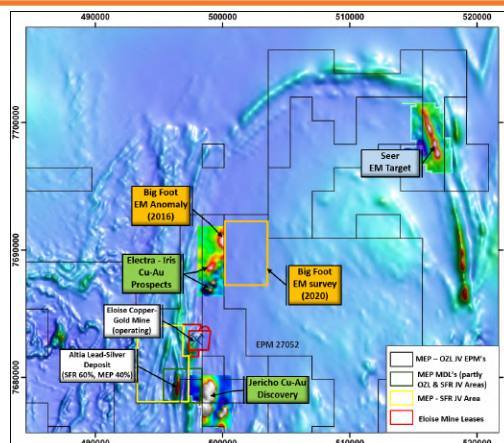 490000 500000 510000 520000
7700000
Seer
EM Target
Big Foot
EM Anomaly
(2016)
7690000
Electra - Iris
Cu-Au
Prospects
Big Foot
EM survey
(2020)
Eloise Copper-
Gold Mine
(operating)
EPM 27052
Altia Lead-Silver
Deposit
(SFR 60%, MEP 40%)
Jericho Cu-Au
Discovery
7680000
MEP – OZL JV EPM's
MEP MDL's (partly
OZL & SFR JV Areas)
MEP - SFR JV Area
Eloise Mine Leases
490000 500000 510000 520000